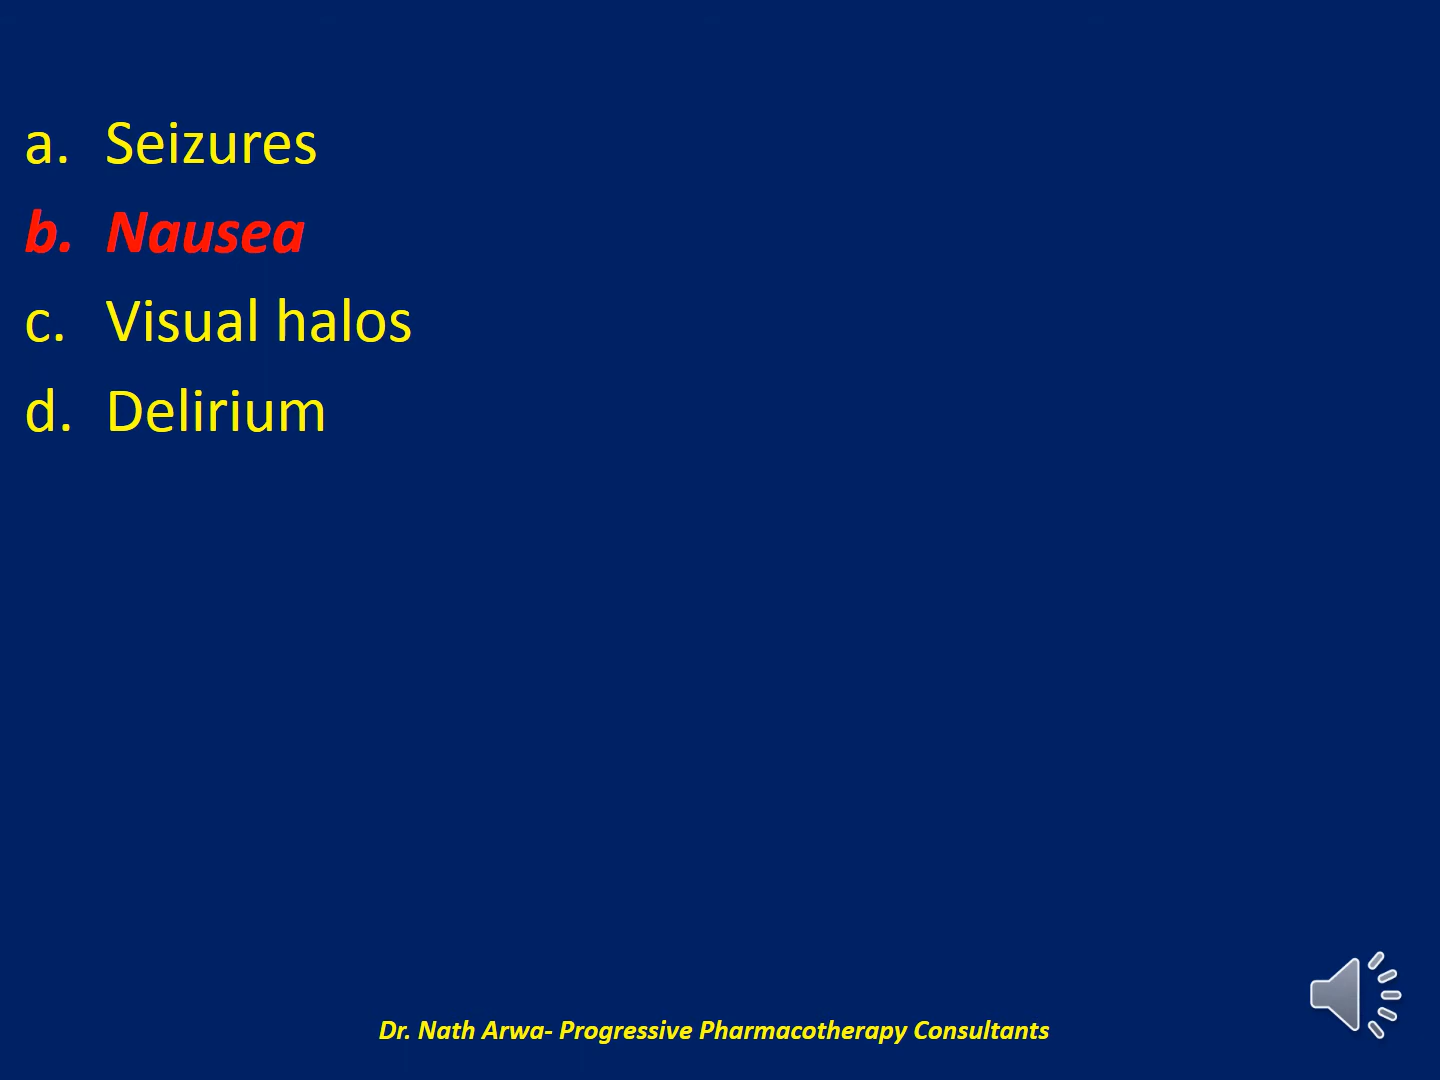 a. Seizures
b. Nausea
c. Visual halos
d. Delirium
Dr. Nath Arwa- Progressive Pharmacotherapy Consultants